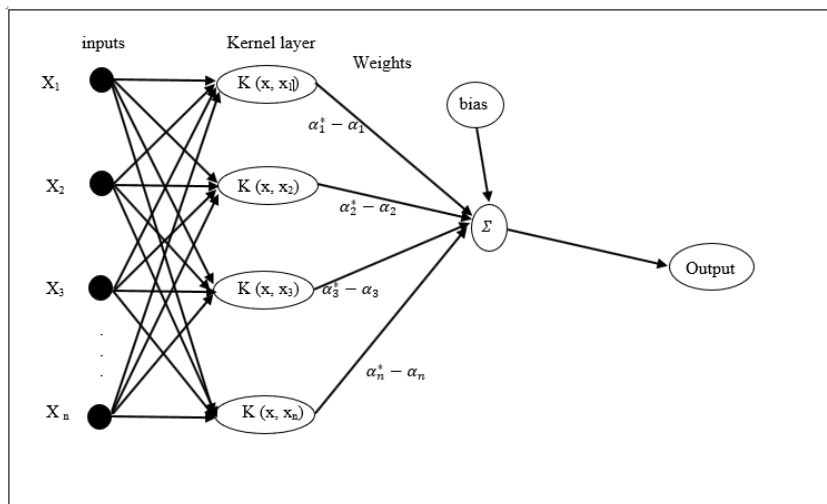 inputs
Kernel layer
Weights
X₁
K (x, x₁)
bias
α₁* − α₁
X₂
K (x, x₂)
α₂* − α₂
Σ
Output
X₃
K (x, x₃)
α₃* − α₃
.
.
.
αₙ* − αₙ
X ₙ
K (x, xₙ)